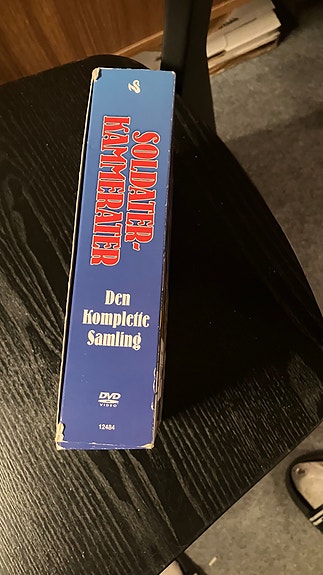 SOLDATER-
KAMMERATER
Den
Komplette
Samling
DVD
VIDEO
12484